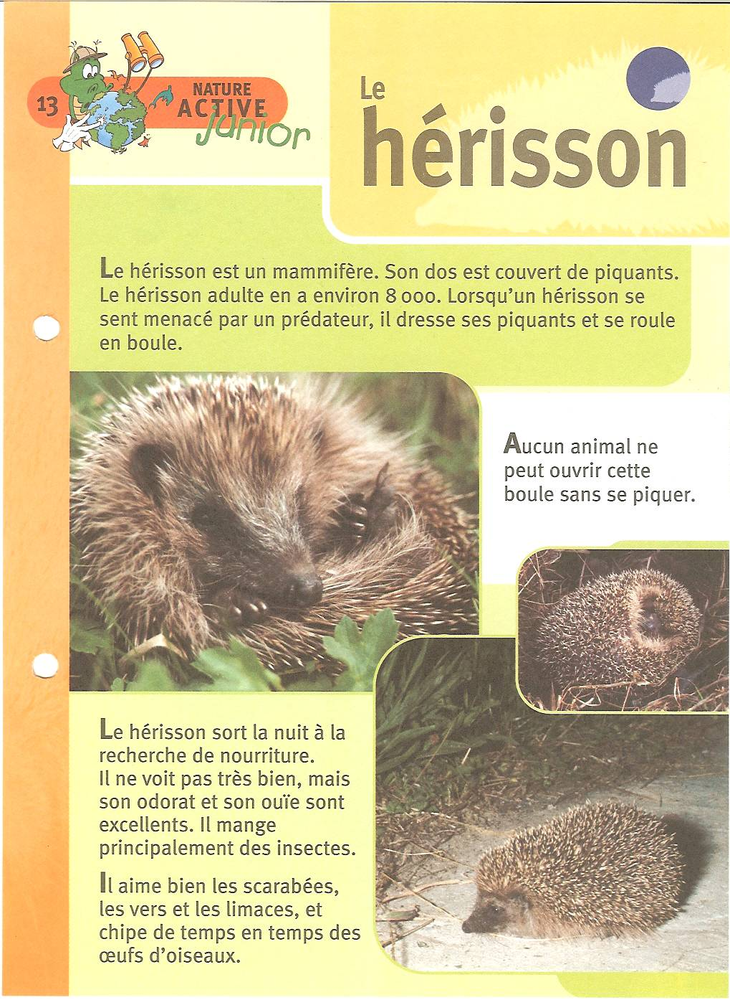 13
NATURE
ACTIVE
junior
Le
hérisson
Le hérisson est un mammifère. Son dos est couvert de piquants.
Le hérisson adulte en a environ 8 000. Lorsqu'un hérisson se
sent menacé par un prédateur, il dresse ses piquants et se roule
en boule.
Aucun animal ne
peut ouvrir cette
boule sans se piquer.
Le hérisson sort la nuit à la
recherche de nourriture.
Il ne voit pas très bien, mais
son odorat et son ouïe sont
excellents. Il mange
principalement des insectes.
Il aime bien les scarabées,
les vers et les limaces, et
chipe de temps en temps des
œufs d'oiseaux.